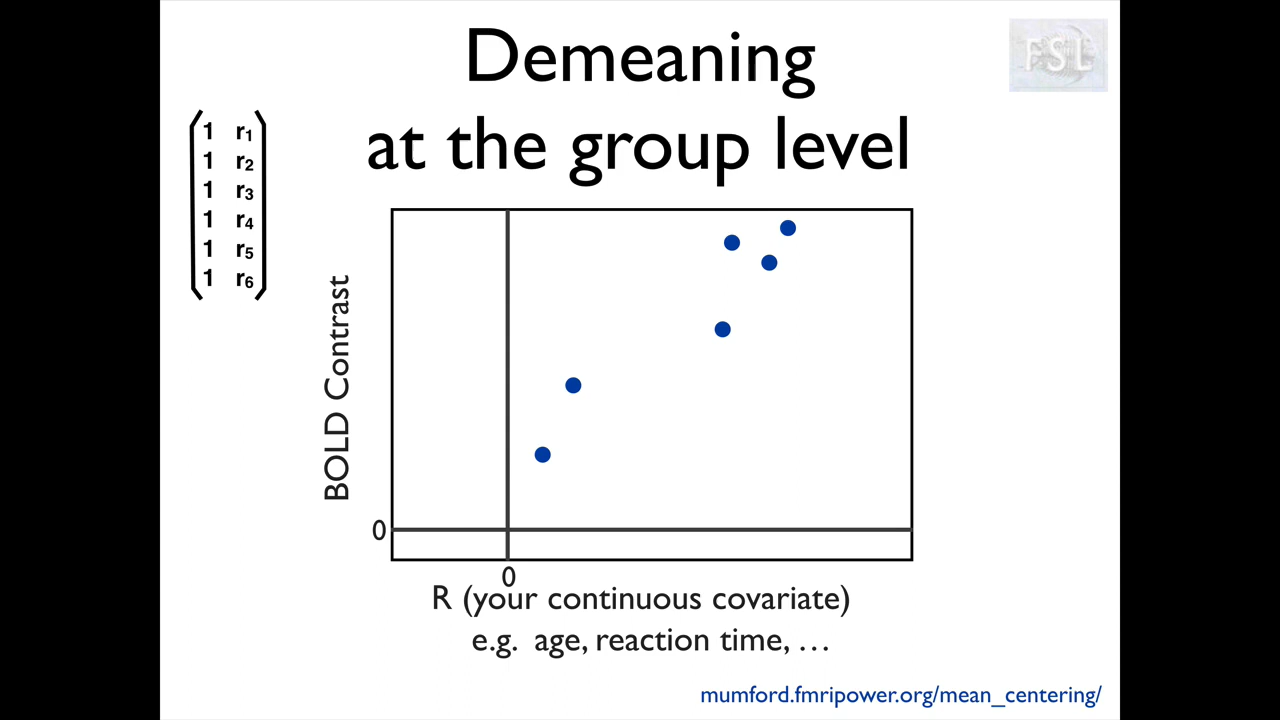 Demeaning
at the group level
FSL
1 r1
1 r2
1 r3
1 r4
1 r5
1 r6
BOLD Contrast
0
0
R (your continuous covariate)
e.g. age, reaction time, …
mumford.fmripower.org/mean_centering/